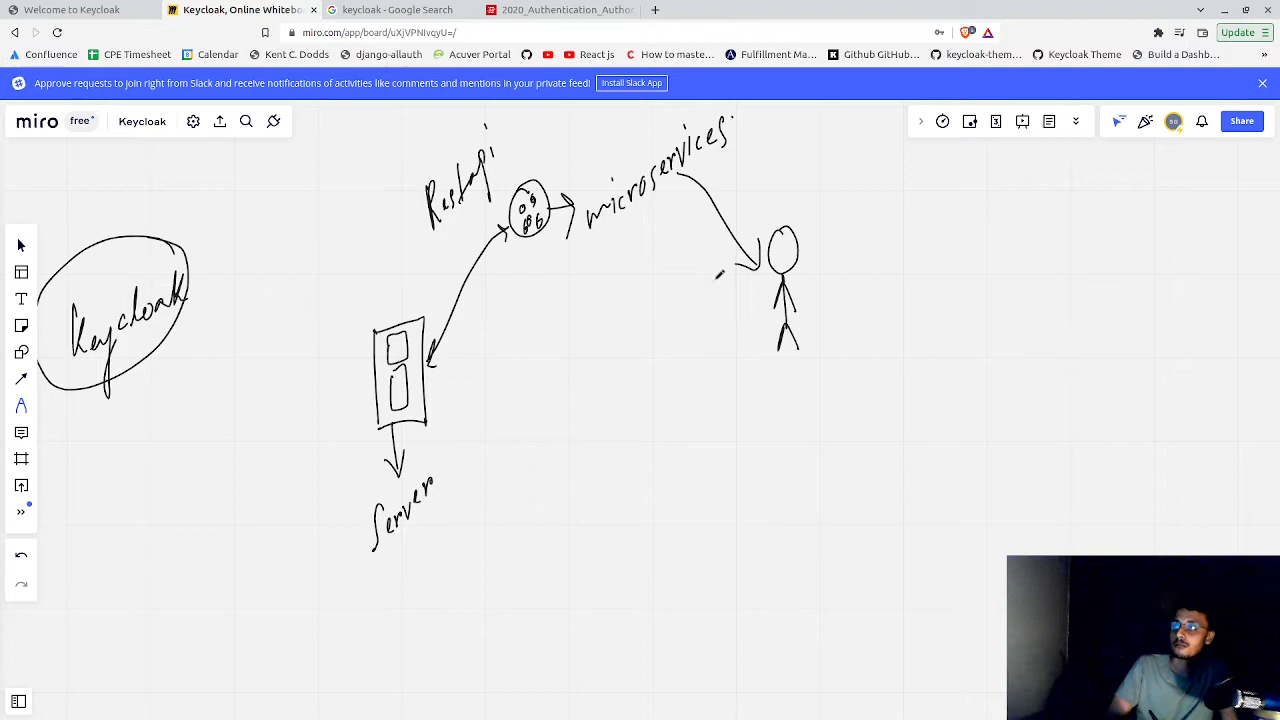 Welcome to Keycloak
Keycloak, Online Whitebo
keycloak - Google Search
2020_Authentication_Author
miro.com/app/board/uXjVPNIvqyU=/
Update
Confluence
CPE Timesheet
Calendar
C. Dodds
django-allauth
Acuver Portal
React js
How to maste...
Fulfillment Ma...
Github GitHub...
keycloak-them...
Keycloak Theme
Build a Dashb...
Approve requests to join right from Slack and receive notifications of activities like comments and mentions in your private feed!
Install Slack App
miro
free
Keycloak
3
SO
Share
Restapi
microservices
Keycloak
Server